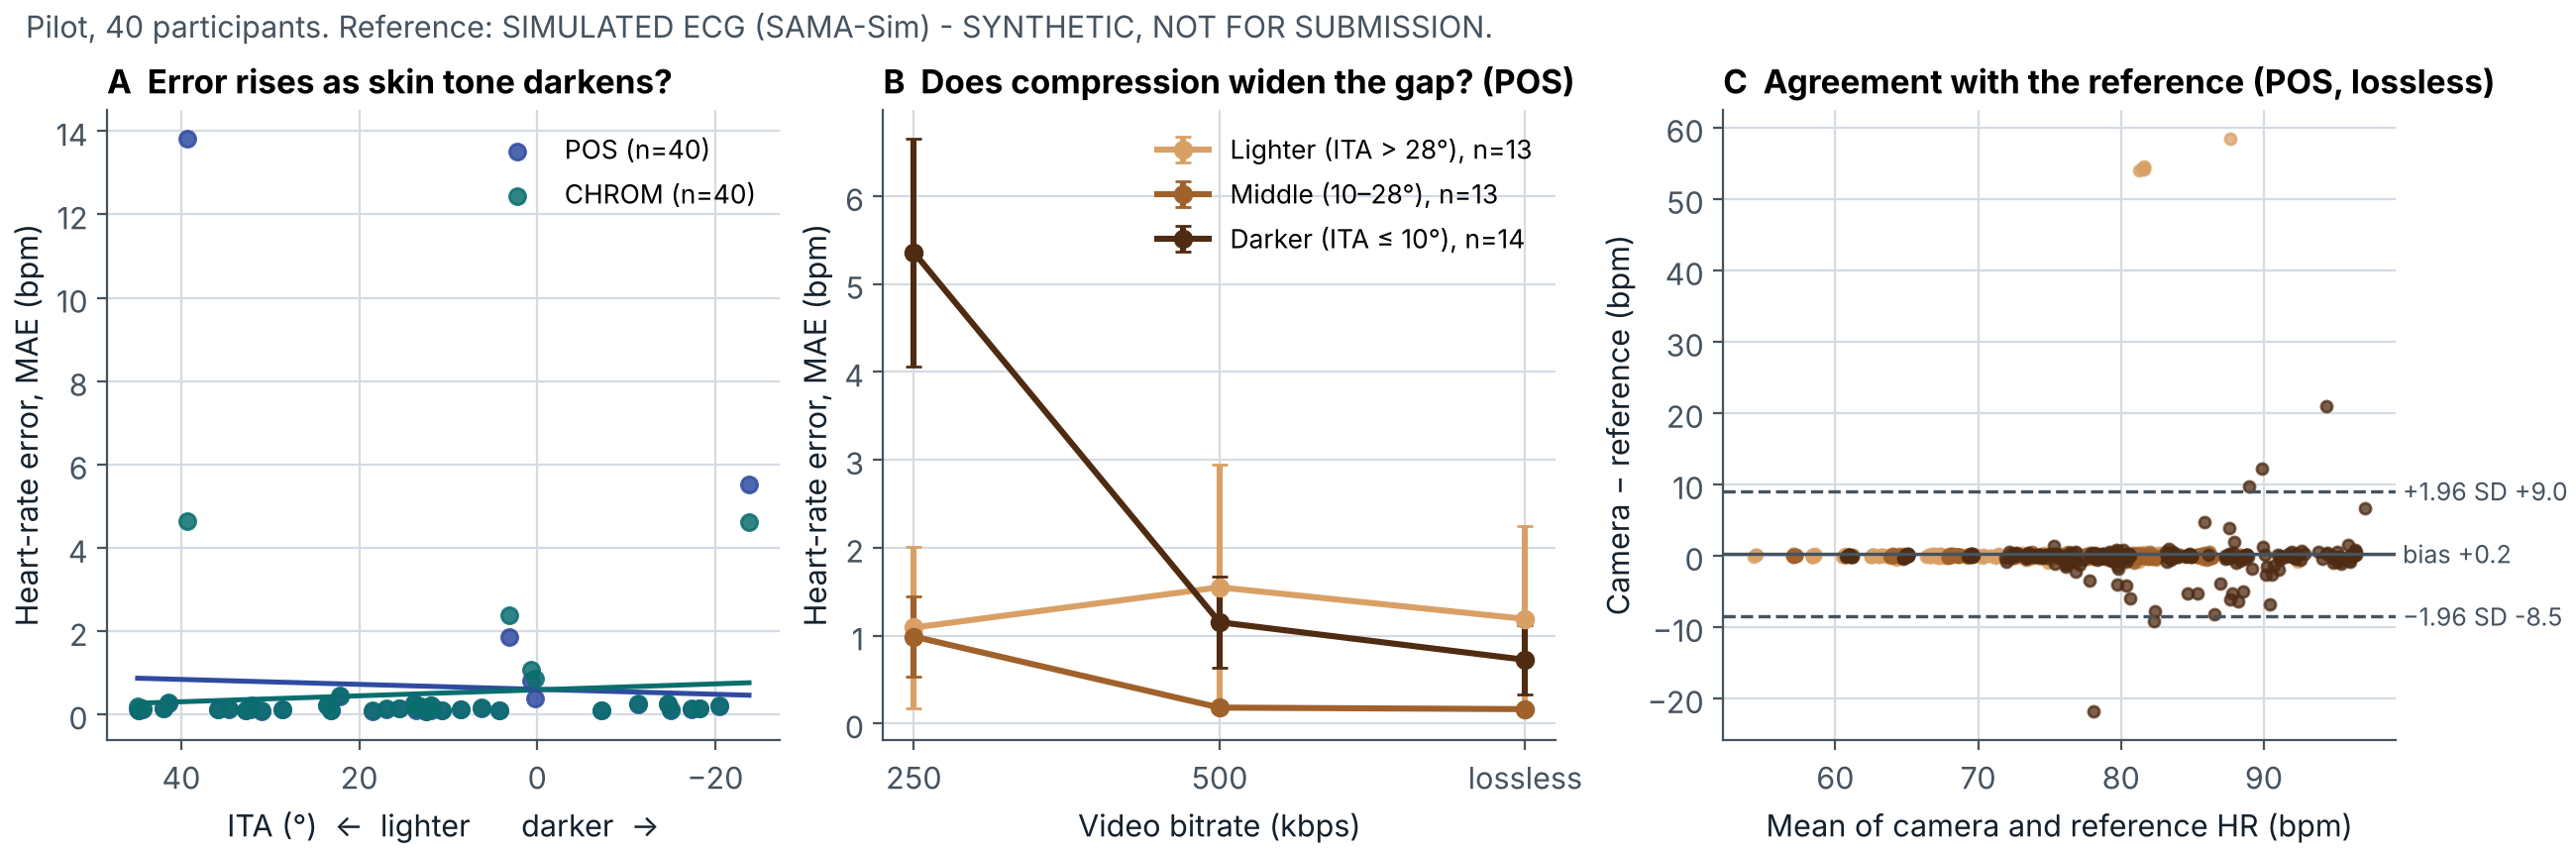 Pilot, 40 participants. Reference: SIMULATED ECG (SAMA-Sim) - SYNTHETIC, NOT FOR SUBMISSION.
A Error rises as skin tone darkens?
Heart-rate error, MAE (bpm)
14
12
10
8
6
4
2
0
POS (n=40)
CHROM (n=40)
40 20 0 −20
ITA (°) ← lighter darker →
B Does compression widen the gap? (POS)
Heart-rate error, MAE (bpm)
6
5
4
3
2
1
0
Lighter (ITA > 28°), n=13
Middle (10–28°), n=13
Darker (ITA ≤ 10°), n=14
250 500 lossless
Video bitrate (kbps)
C Agreement with the reference (POS, lossless)
Camera − reference (bpm)
60
50
40
30
20
10
0
−10
−20
+1.96 SD +9.0
bias +0.2
−1.96 SD -8.5
60 70 80 90
Mean of camera and reference HR (bpm)